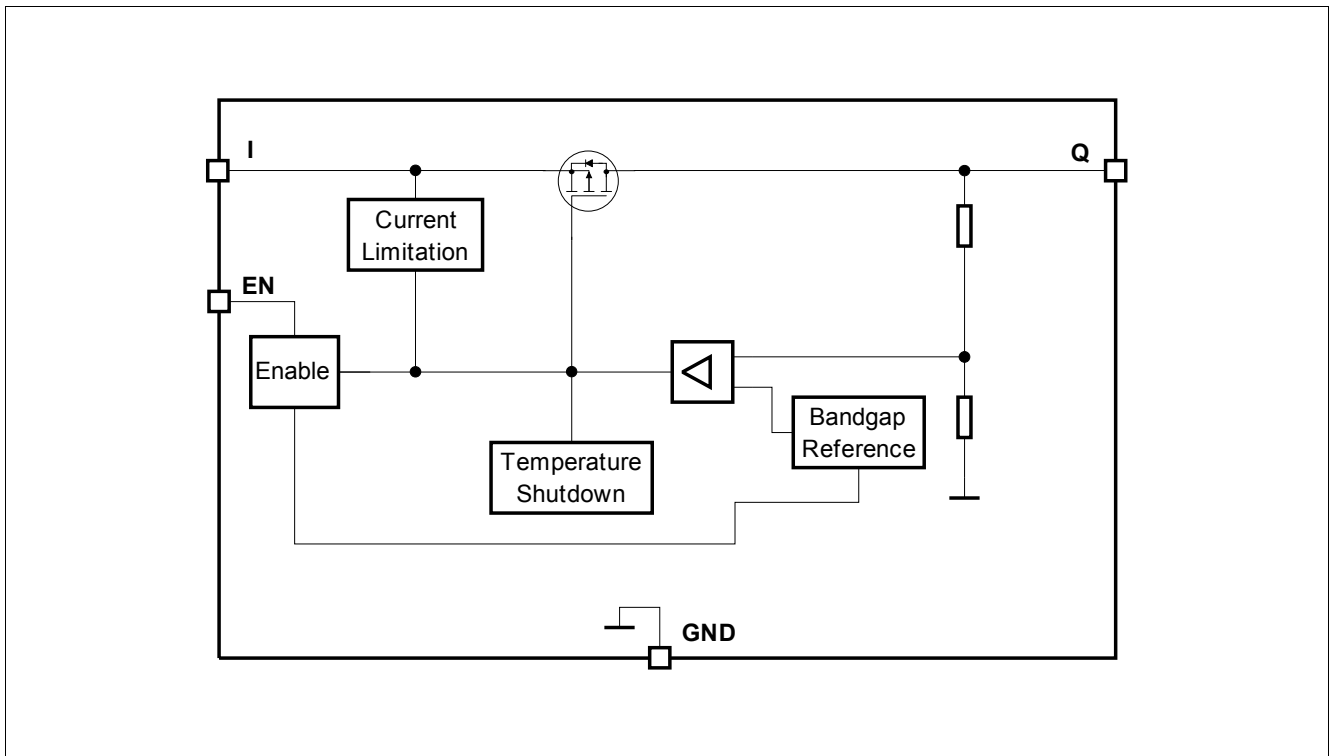 I
Q
Current
Limitation
EN
Enable
Bandgap
Reference
Temperature
Shutdown
GND